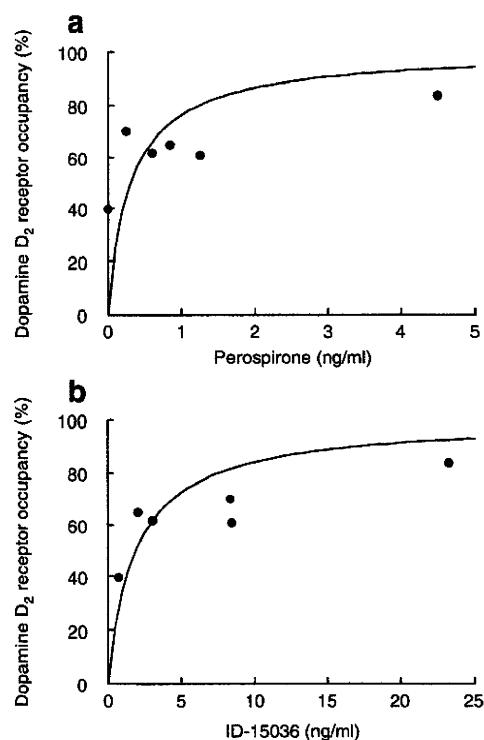 a
Dopamine D₂ receptor occupancy (%)
100
80
60
40
20
0
0 1 2 3 4 5
Perospirone (ng/ml)
b
Dopamine D₂ receptor occupancy (%)
100
80
60
40
20
0
0 5 10 15 20 25
ID-15036 (ng/ml)